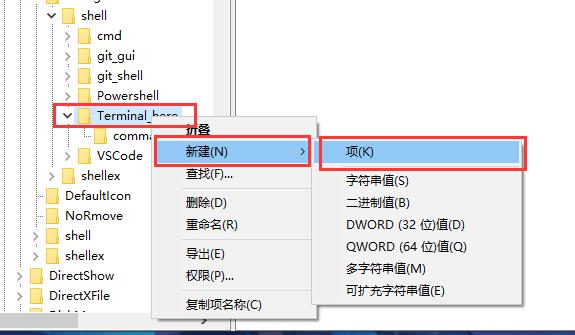 shell
cmd
git_gui
git_shell
Powershell
Terminal_here
comma
VSCode
shellex
DefaultIcon
NoRmove
shell
shellex
DirectShow
DirectXFile
折叠
新建(N)
查找(F)...
删除(D)
重命名(R)
导出(E)
权限(P)...
复制项名称(C)
项(K)
字符串值(S)
二进制值(B)
DWORD (32 位)值(D)
QWORD (64 位)值(Q)
多字符串值(M)
可扩充字符串值(E)